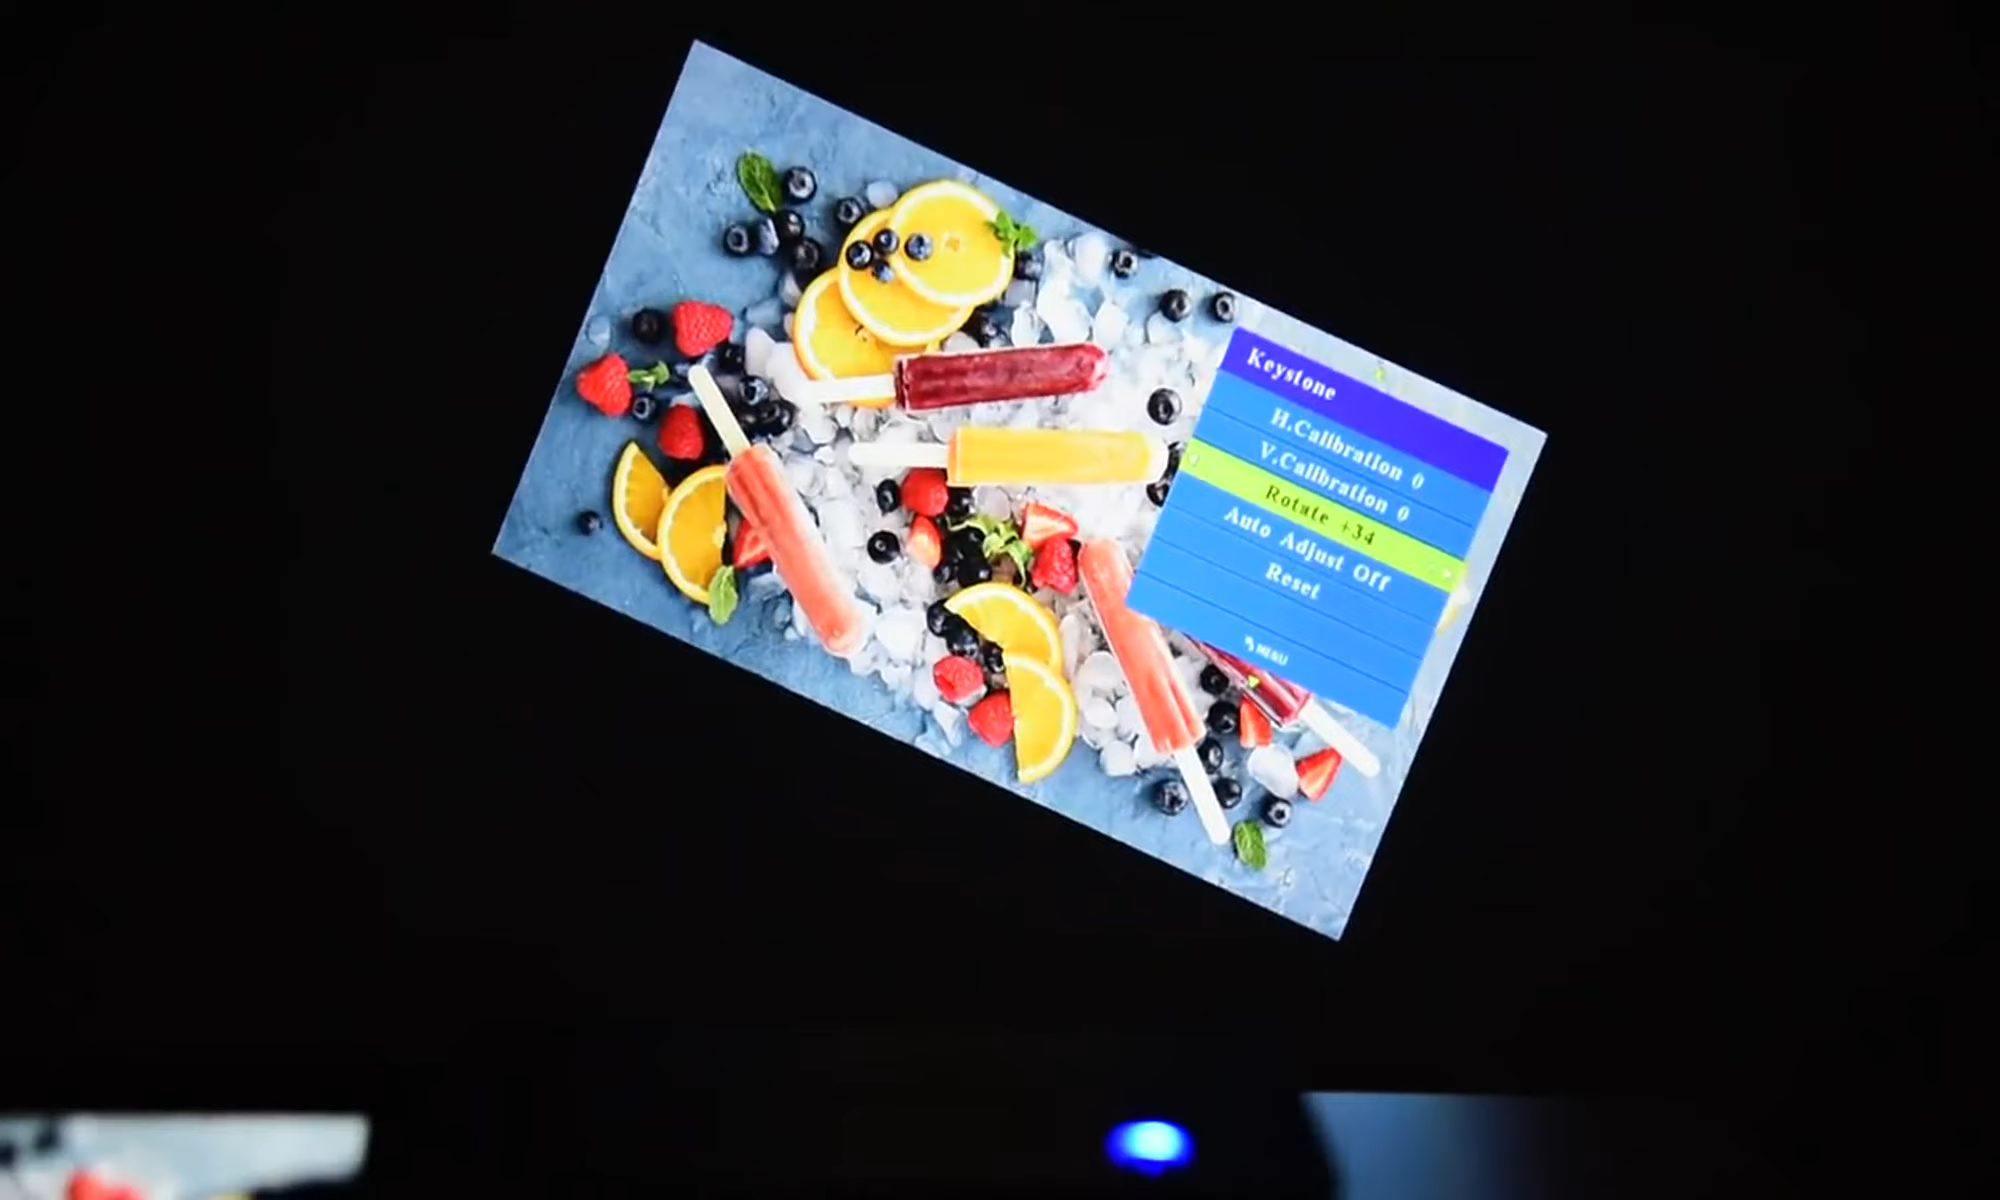 Keystone
H.Calibration 0
V.Calibration 0
Rotate +34
Auto Adjust Off
Reset
MENU